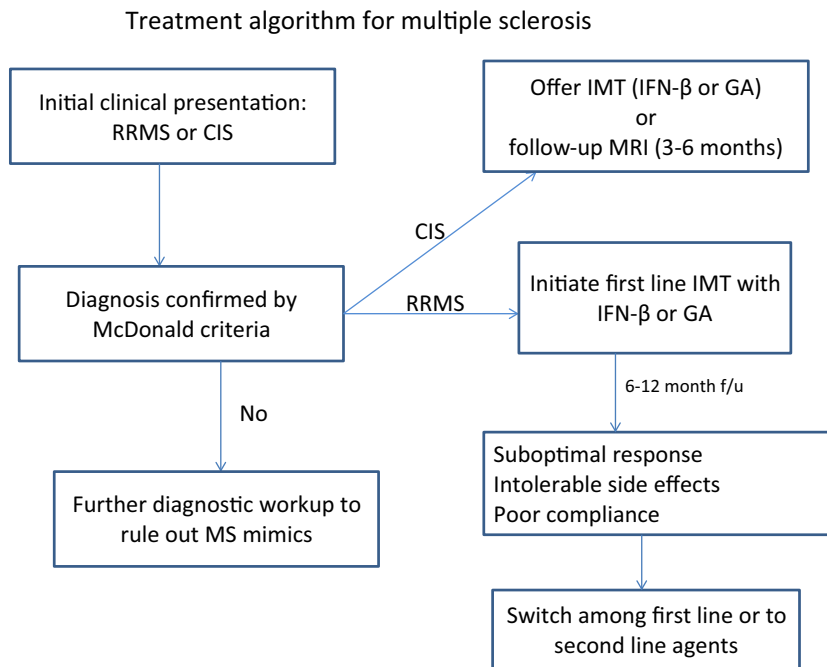 Treatment algorithm for multiple sclerosis
Initial clinical presentation:
RRMS or CIS
Offer IMT (IFN-β or GA)
or
follow-up MRI (3-6 months)
CIS
Diagnosis confirmed by
McDonald criteria
RRMS
Initiate first line IMT with
IFN-β or GA
No
6-12 month f/u
Further diagnostic workup to
rule out MS mimics
Suboptimal response
Intolerable side effects
Poor compliance
Switch among first line or to
second line agents